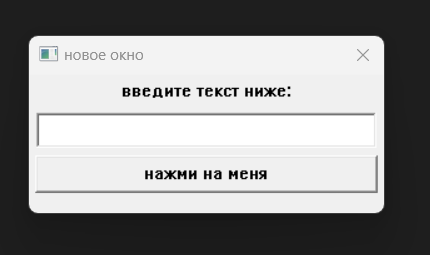 новое окно
введите текст ниже:
нажми на меня